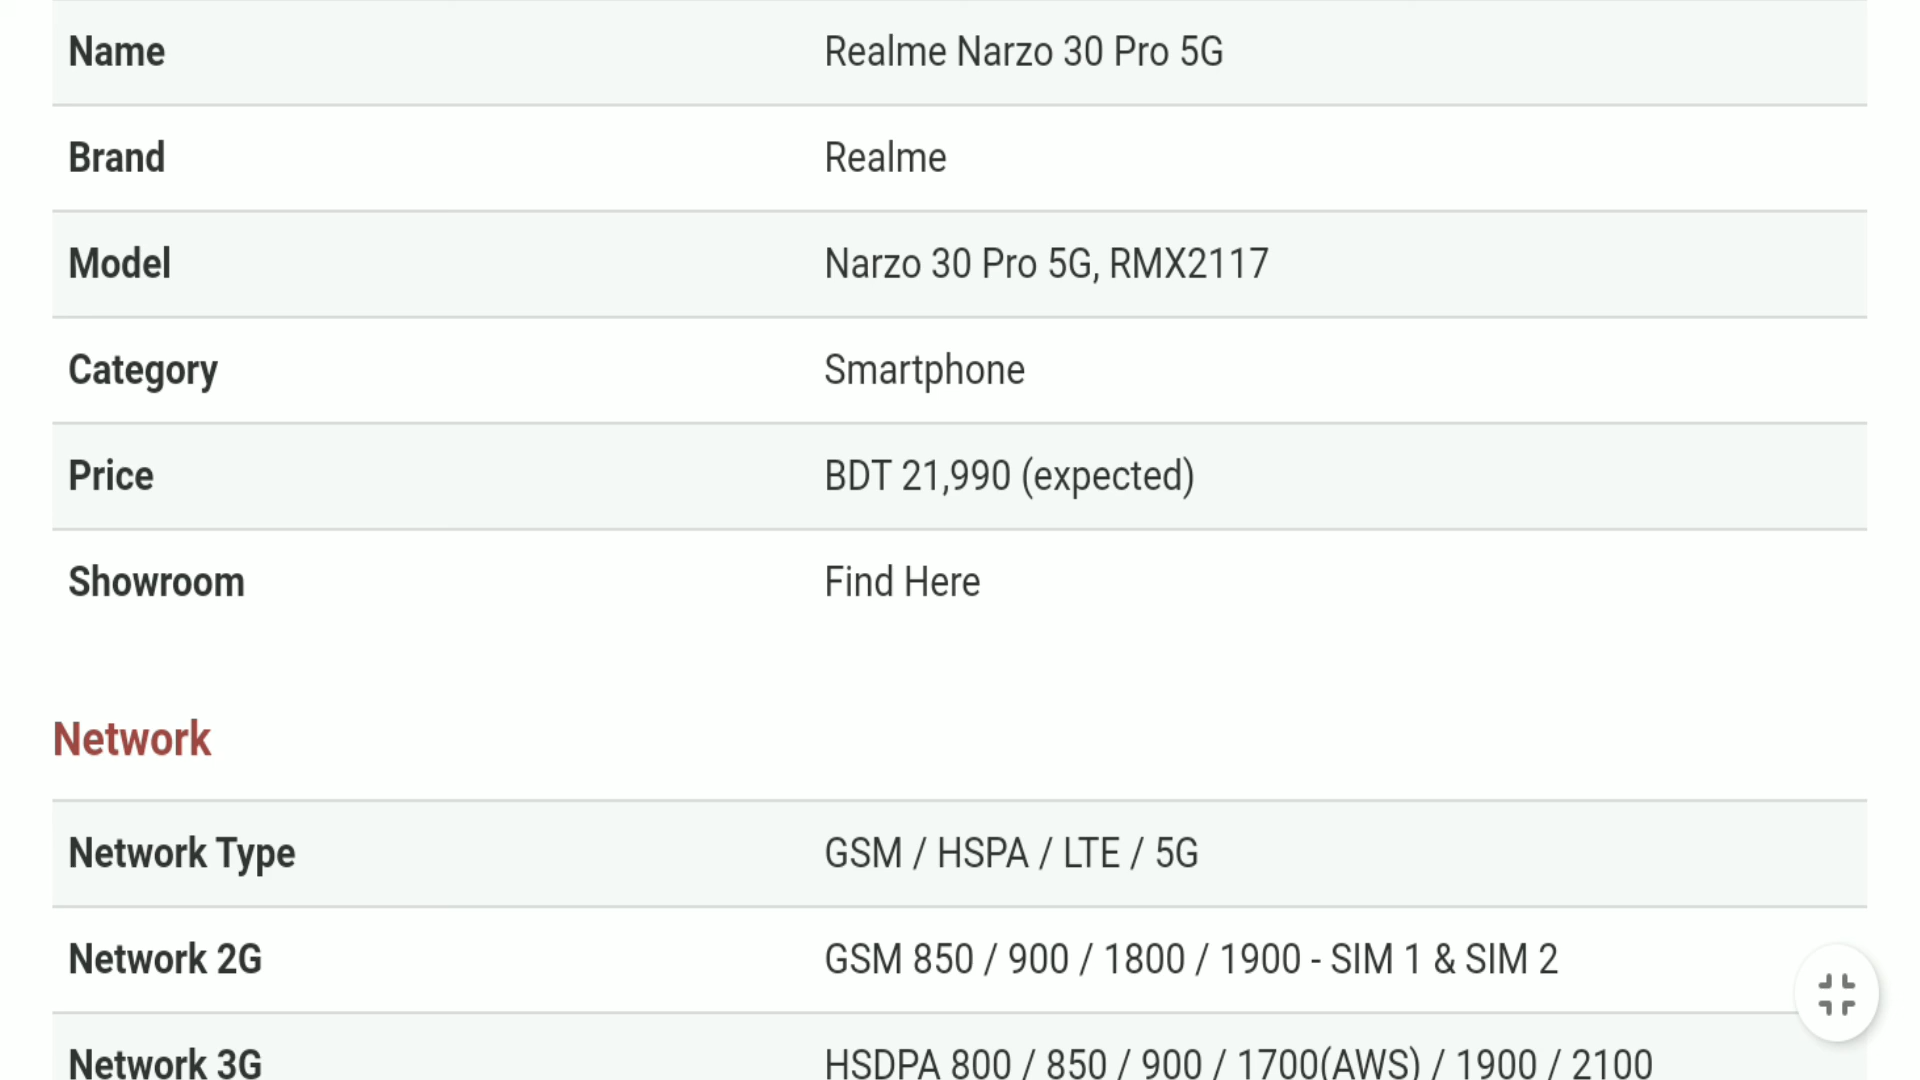 Name Realme Narzo 30 Pro 5G
Brand Realme
Model Narzo 30 Pro 5G, RMX2117
Category Smartphone
Price BDT 21,990 (expected)
Showroom Find Here
Network
Network Type GSM / HSPA / LTE / 5G
Network 2G GSM 850 / 900 / 1800 / 1900 - SIM 1 & SIM 2
Network 3G HSDPA 800 / 850 / 900 / 1700(AWS) / 1900 / 2100